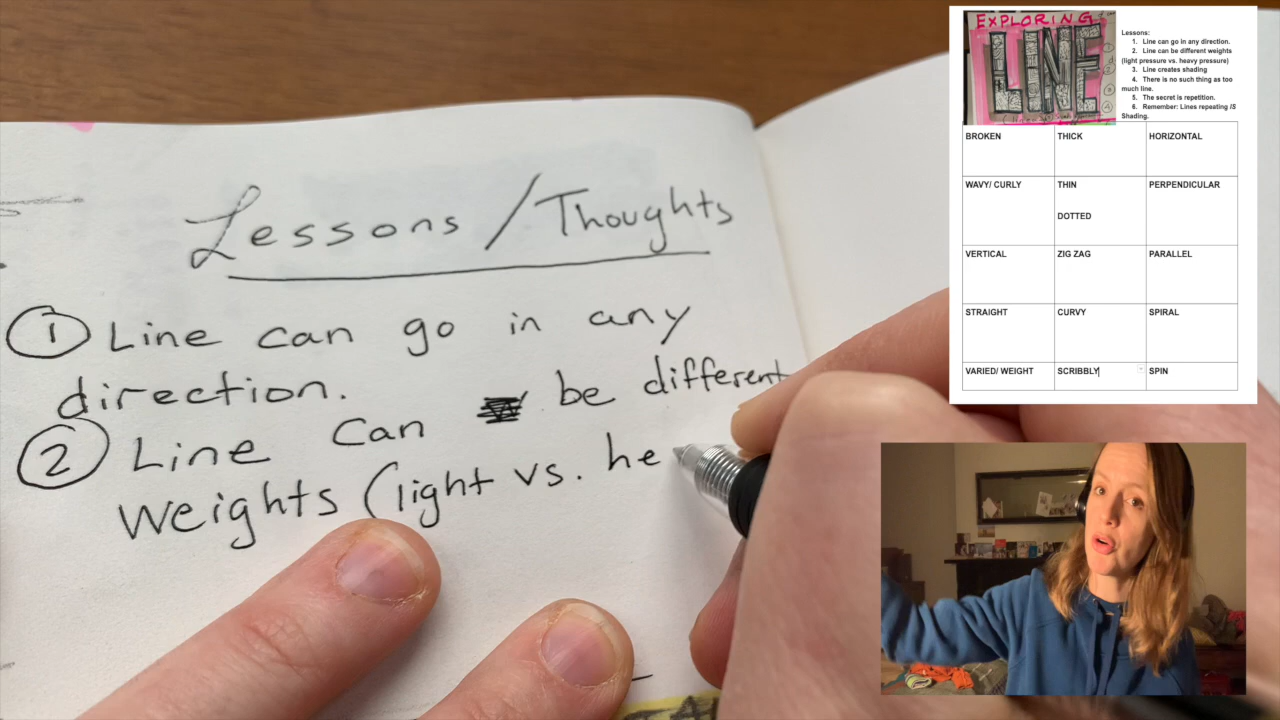 Lessons/Thoughts
① Line can go in any
direction.
② Line can be different
Weights (light vs. he
EXPLORING
LINE
Lessons:
1. Line can go in any direction.
2. Line can be different weights
(light pressure vs. heavy pressure)
3. Line creates shading
4. There is no such thing as too
much line.
5. The secret is repetition.
6. Remember: Lines repeating IS
Shading.
BROKEN THICK HORIZONTAL
WAVY/ CURLY THIN PERPENDICULAR
DOTTED
VERTICAL ZIG ZAG PARALLEL
STRAIGHT CURVY SPIRAL
VARIED/ WEIGHT SCRIBBLY SPIN